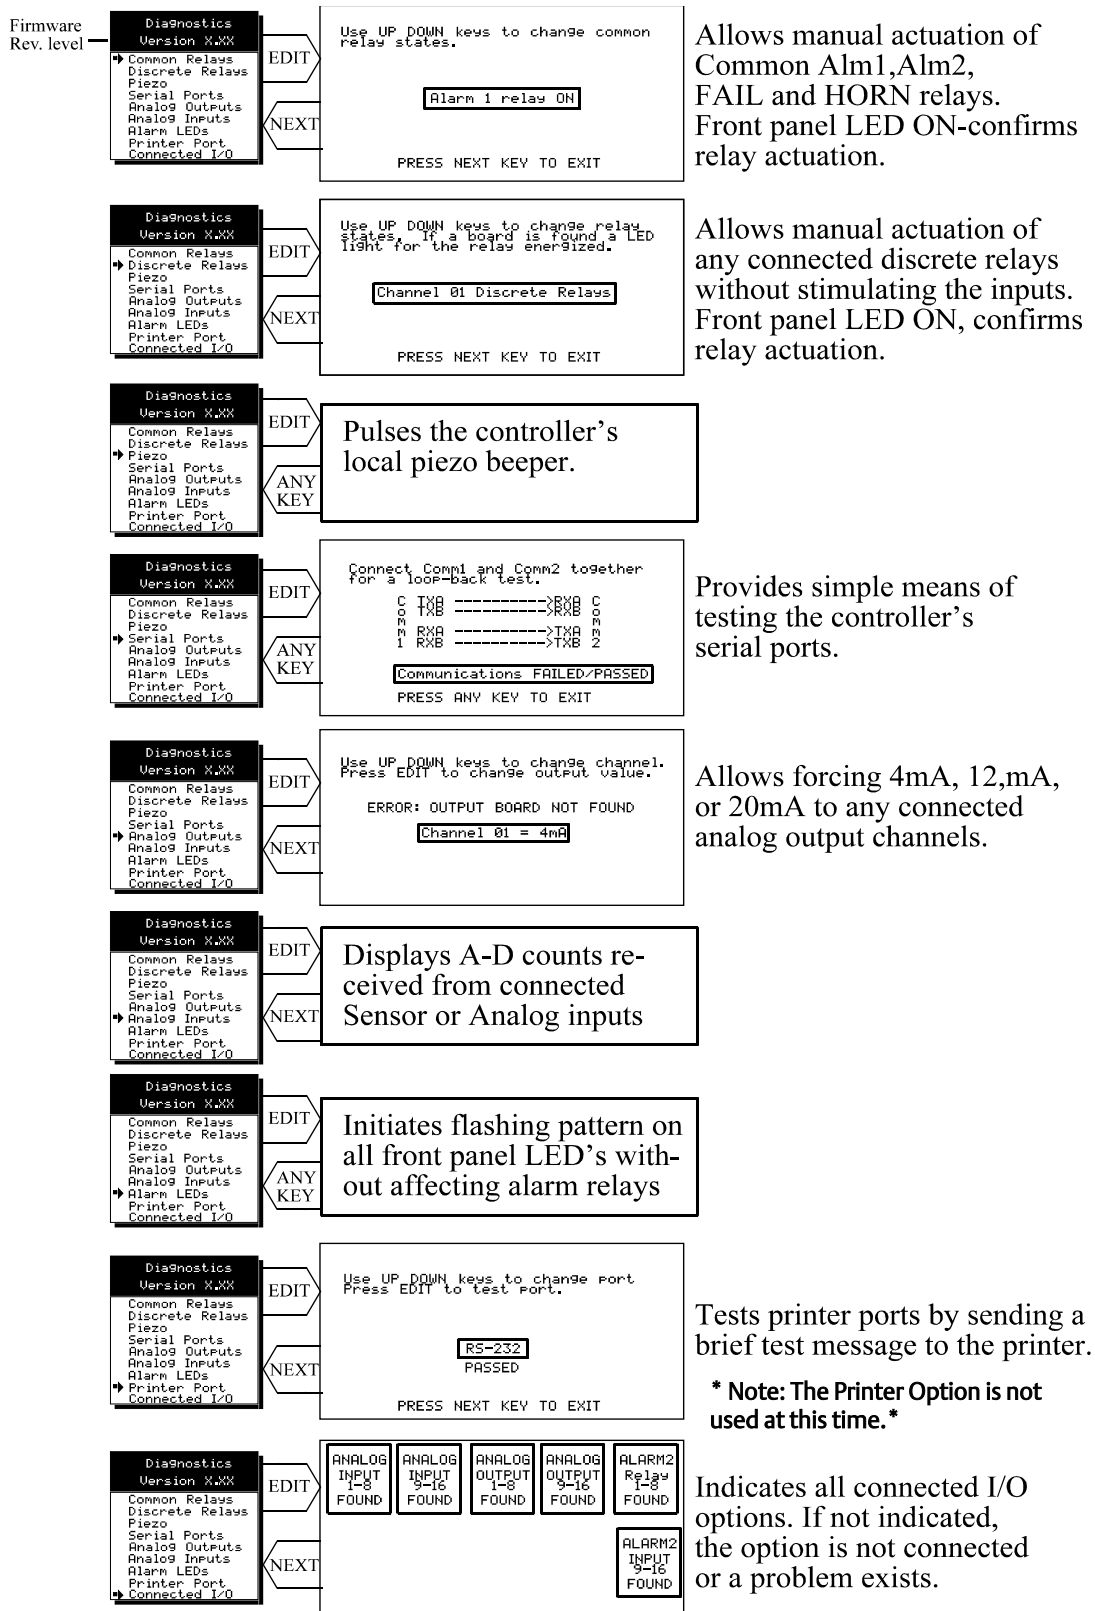 Firmware
Rev. level
Diagnostics
Version X.XX
Common Relays
Discrete Relays
Piezo
Serial Ports
Analog Outputs
Analog Inputs
Alarm LEDs
Printer Port
Connected I/O
EDIT
NEXT
Use UP DOWN keys to change common
relay states.
Alarm 1 relay ON
PRESS NEXT KEY TO EXIT
Allows manual actuation of
Common Alm1,Alm2,
FAIL and HORN relays.
Front panel LED ON-confirms
relay actuation.
Diagnostics
Version X.XX
Common Relays
Discrete Relays
Piezo
Serial Ports
Analog Outputs
Analog Inputs
Alarm LEDs
Printer Port
Connected I/O
EDIT
NEXT
Use UP DOWN keys to change relay
states. If a board is found a LED
light for the relay energized.
Channel 01 Discrete Relays
PRESS NEXT KEY TO EXIT
Allows manual actuation of
any connected discrete relays
without stimulating the inputs.
Front panel LED ON, confirms
relay actuation.
Diagnostics
Version X.XX
Common Relays
Discrete Relays
Piezo
Serial Ports
Analog Outputs
Analog Inputs
Alarm LEDs
Printer Port
Connected I/O
EDIT
ANY
KEY
Pulses the controller's
local piezo beeper.
Diagnostics
Version X.XX
Common Relays
Discrete Relays
Piezo
Serial Ports
Analog Outputs
Analog Inputs
Alarm LEDs
Printer Port
Connected I/O
EDIT
ANY
KEY
Connect Comm1 and Comm2 together
for a loop-back test.
C TXA ---------->RXA C
o TXB ---------->RXB o
m m
m RXA ---------->TXA m
1 RXB ---------->TXB 2
Communications FAILED/PASSED
PRESS ANY KEY TO EXIT
Provides simple means of
testing the controller's
serial ports.
Diagnostics
Version X.XX
Common Relays
Discrete Relays
Piezo
Serial Ports
Analog Outputs
Analog Inputs
Alarm LEDs
Printer Port
Connected I/O
EDIT
NEXT
Use UP DOWN keys to change channel.
Press EDIT to change output value.
ERROR: OUTPUT BOARD NOT FOUND
Channel 01 = 4mA
Allows forcing 4mA, 12,mA,
or 20mA to any connected
analog output channels.
Diagnostics
Version X.XX
Common Relays
Discrete Relays
Piezo
Serial Ports
Analog Outputs
Analog Inputs
Alarm LEDs
Printer Port
Connected I/O
EDIT
NEXT
Displays A-D counts re-
ceived from connected
Sensor or Analog inputs
Diagnostics
Version X.XX
Common Relays
Discrete Relays
Piezo
Serial Ports
Analog Outputs
Analog Inputs
Alarm LEDs
Printer Port
Connected I/O
EDIT
ANY
KEY
Initiates flashing pattern on
all front panel LED's with-
out affecting alarm relays
Diagnostics
Version X.XX
Common Relays
Discrete Relays
Piezo
Serial Ports
Analog Outputs
Analog Inputs
Alarm LEDs
Printer Port
Connected I/O
EDIT
NEXT
Use UP DOWN keys to change port
Press EDIT to test port.
RS-232
PASSED
PRESS NEXT KEY TO EXIT
Tests printer ports by sending a
brief test message to the printer.
* Note: The Printer Option is not
used at this time.*
Diagnostics
Version X.XX
Common Relays
Discrete Relays
Piezo
Serial Ports
Analog Outputs
Analog Inputs
Alarm LEDs
Printer Port
Connected I/O
EDIT
NEXT
ANALOG
INPUT
1-8
FOUND
ANALOG
INPUT
9-16
FOUND
ANALOG
OUTPUT
1-8
FOUND
ANALOG
OUTPUT
9-16
FOUND
ALARM2
Relay
1-8
FOUND
ALARM2
INPUT
9-16
FOUND
Indicates all connected I/O
options. If not indicated,
the option is not connected
or a problem exists.